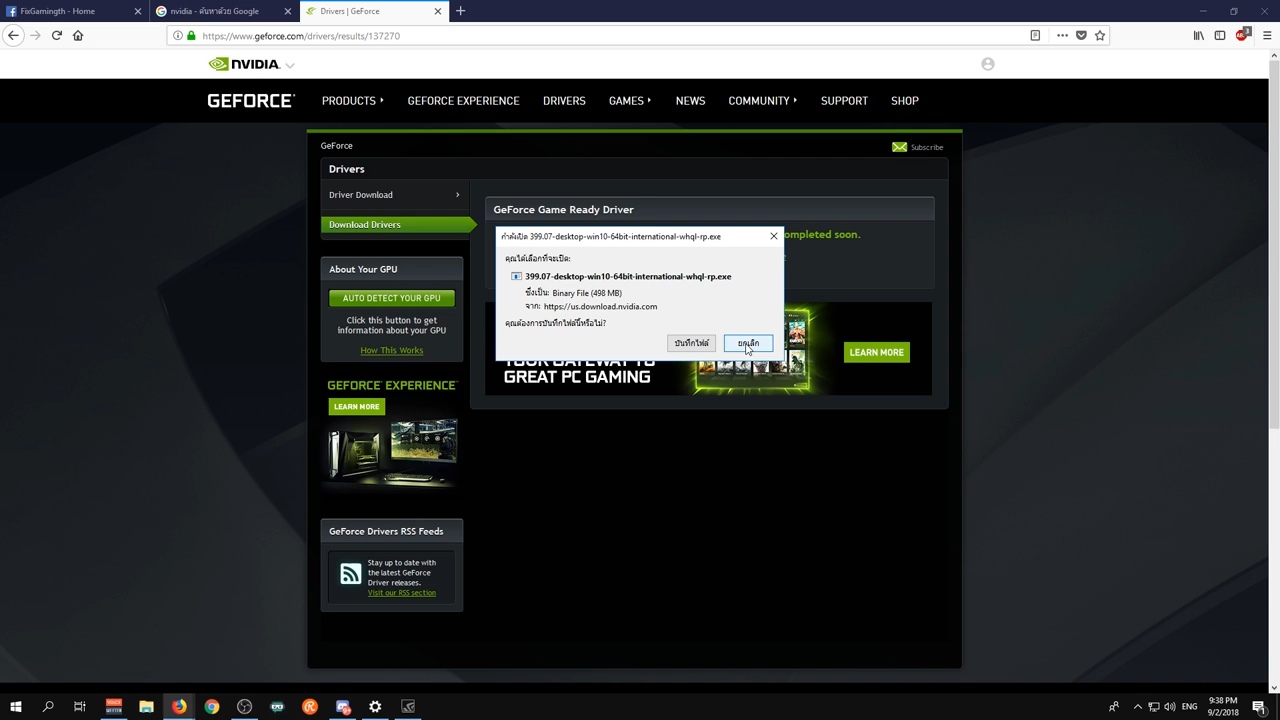 FixGamingth - Home
nvidia - ค้นหาด้วย Google
Drivers | GeForce
https://www.geforce.com/drivers/results/137270
NVIDIA.
GEFORCE
PRODUCTS
GEFORCE EXPERIENCE
DRIVERS
GAMES
NEWS
COMMUNITY
SUPPORT
SHOP
GeForce
Subscribe
Drivers
Driver Download
Download Drivers
GeForce Game Ready Driver
ompleted soon.
กำลังเปิด 399.07-desktop-win10-64bit-international-whql-rp.exe
คุณได้เลือกที่จะเปิด:
399.07-desktop-win10-64bit-international-whql-rp.exe
ซึ่งเป็น: Binary File (498 MB)
จาก: https://us.download.nvidia.com
คุณต้องการบันทึกไฟล์นี้หรือไม่?
บันทึกไฟล์
ยกเลิก
About Your GPU
AUTO DETECT YOUR GPU
Click this button to get
information about your GPU
How This Works
GREAT PC GAMING
LEARN MORE
GEFORCE EXPERIENCE™
LEARN MORE
GeForce Drivers RSS Feeds
Stay up to date with
the latest GeForce
Driver releases.
Visit our RSS section
ENG
9:38 PM
9/2/2018